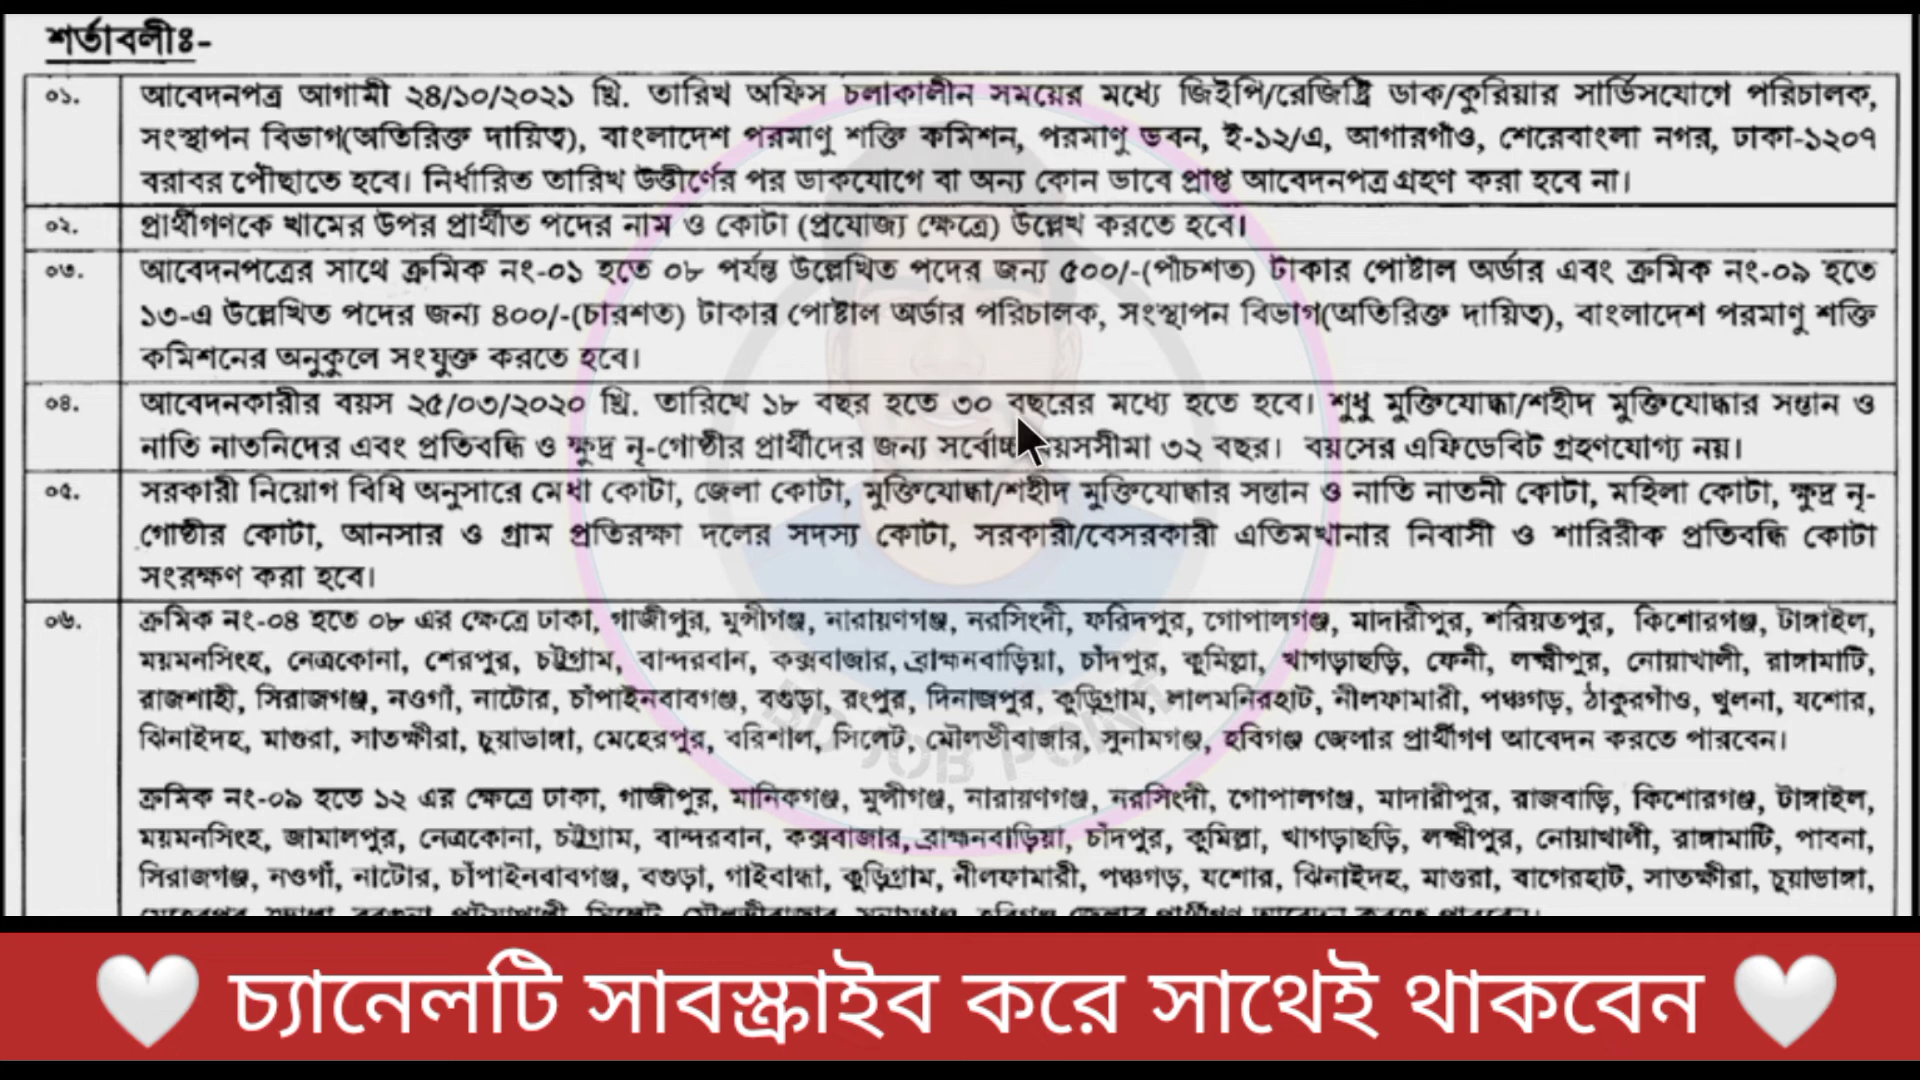 শর্তাবলীঃ-
০১. আবেদনপত্র আগামী ২৪/১০/২০২১ খ্রি. তারিখ অফিস চলাকালীন সময়ের মধ্যে জিইপি/রেজিষ্ট্রি ডাক/কুরিয়ার সার্ভিসযোগে পরিচালক,
সংস্থাপন বিভাগ(অতিরিক্ত দায়িত্ব), বাংলাদেশ পরমাণু শক্তি কমিশন, পরমাণু ভবন, ই-১২/এ, আগারগাঁও, শেরেবাংলা নগর, ঢাকা-১২০৭
বরাবর পৌঁছাতে হবে। নির্ধারিত তারিখ উত্তীর্ণের পর ডাকযোগে বা অন্য কোন ভাবে প্রাপ্ত আবেদনপত্র গ্রহণ করা হবে না।
০২. প্রার্থীগণকে খামের উপর প্রার্থীত পদের নাম ও কোটা (প্রযোজ্য ক্ষেত্রে) উল্লেখ করতে হবে।
০৩. আবেদনপত্রের সাথে ক্রমিক নং-০১ হতে ০৮ পর্যন্ত উল্লেখিত পদের জন্য ৫০০/-(পাঁচশত) টাকার পোষ্টাল অর্ডার এবং ক্রমিক নং-০৯ হতে
১৩-এ উল্লেখিত পদের জন্য ৪০০/-(চারশত) টাকার পোষ্টাল অর্ডার পরিচালক, সংস্থাপন বিভাগ(অতিরিক্ত দায়িত্ব), বাংলাদেশ পরমাণু শক্তি
কমিশনের অনুকুলে সংযুক্ত করতে হবে।
০৪. আবেদনকারীর বয়স ২৫/০৩/২০২০ খ্রি. তারিখে ১৮ বছর হতে ৩০ বছরের মধ্যে হতে হবে। শুধু মুক্তিযোদ্ধা/শহীদ মুক্তিযোদ্ধার সন্তান ও
নাতি নাতনিদের এবং প্রতিবন্ধি ও ক্ষুদ্র নৃ-গোষ্ঠীর প্রার্থীদের জন্য সর্বোচ্চ বয়সসীমা ৩২ বছর। বয়সের এফিডেবিট গ্রহণযোগ্য নয়।
০৫. সরকারী নিয়োগ বিধি অনুসারে মেধা কোটা, জেলা কোটা, মুক্তিযোদ্ধা/শহীদ মুক্তিযোদ্ধার সন্তান ও নাতি নাতনী কোটা, মহিলা কোটা, ক্ষুদ্র নৃ-
গোষ্ঠীর কোটা, আনসার ও গ্রাম প্রতিরক্ষা দলের সদস্য কোটা, সরকারী/বেসরকারী এতিমখানার নিবাসী ও শারিরীক প্রতিবন্ধি কোটা
সংরক্ষণ করা হবে।
০৬. ক্রমিক নং-০৪ হতে ০৮ এর ক্ষেত্রে ঢাকা, গাজীপুর, মুন্সীগঞ্জ, নারায়ণগঞ্জ, নরসিংদী, ফরিদপুর, গোপালগঞ্জ, মাদারীপুর, শরিয়তপুর, কিশোরগঞ্জ, টাঙ্গাইল,
ময়মনসিংহ, নেত্রকোনা, শেরপুর, চট্টগ্রাম, বান্দরবান, কক্সবাজার, ব্রাহ্মনবাড়িয়া, চাঁদপুর, কুমিল্লা, খাগড়াছড়ি, ফেনী, লক্ষ্মীপুর, নোয়াখালী, রাঙ্গামাটি,
রাজশাহী, সিরাজগঞ্জ, নওগাঁ, নাটোর, চাঁপাইনবাবগঞ্জ, বগুড়া, রংপুর, দিনাজপুর, কুড়িগ্রাম, লালমনিরহাট, নীলফামারী, পঞ্চগড়, ঠাকুরগাঁও, খুলনা, যশোর,
ঝিনাইদহ, মাগুরা, সাতক্ষীরা, চুয়াডাঙ্গা, মেহেরপুর, বরিশাল, সিলেট, মৌলভীবাজার, সুনামগঞ্জ, হবিগঞ্জ জেলার প্রার্থীগণ আবেদন করতে পারবেন।
ক্রমিক নং-০৯ হতে ১২ এর ক্ষেত্রে ঢাকা, গাজীপুর, মানিকগঞ্জ, মুন্সীগঞ্জ, নারায়ণগঞ্জ, নরসিংদী, গোপালগঞ্জ, মাদারীপুর, রাজবাড়ি, কিশোরগঞ্জ, টাঙ্গাইল,
ময়মনসিংহ, জামালপুর, নেত্রকোনা, চট্টগ্রাম, বান্দরবান, কক্সবাজার, ব্রাহ্মনবাড়িয়া, চাঁদপুর, কুমিল্লা, খাগড়াছড়ি, লক্ষ্মীপুর, নোয়াখালী, রাঙ্গামাটি, পাবনা,
সিরাজগঞ্জ, নওগাঁ, নাটোর, চাঁপাইনবাবগঞ্জ, বগুড়া, গাইবান্ধা, কুড়িগ্রাম, নীলফামারী, পঞ্চগড়, যশোর, ঝিনাইদহ, মাগুরা, বাগেরহাট, সাতক্ষীরা, চুয়াডাঙ্গা,
JOB POINT
চ্যানেলটি সাবস্ক্রাইব করে সাথেই থাকবেন